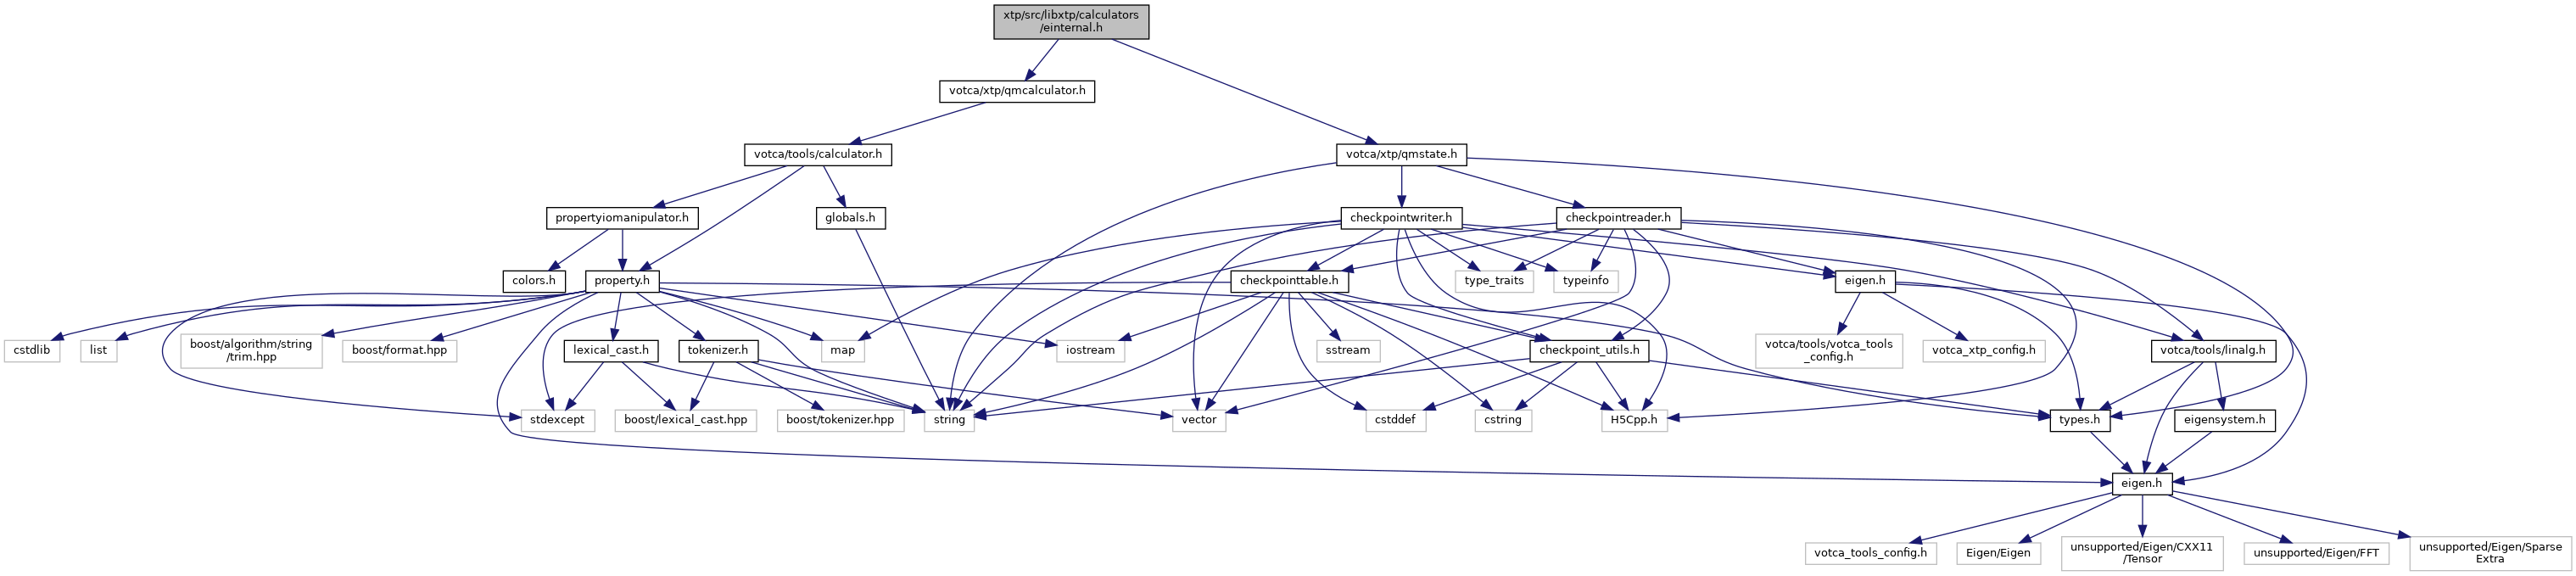 xtp/src/libxtp/calculators
/einternal.h
votca/xtp/qmcalculator.h
votca/tools/calculator.h
votca/xtp/qmstate.h
propertyiomanipulator.h
globals.h
checkpointwriter.h
checkpointreader.h
colors.h
property.h
checkpointtable.h
type_traits
typeinfo
eigen.h
cstdlib
list
boost/algorithm/string
/trim.hpp
boost/format.hpp
lexical_cast.h
tokenizer.h
map
iostream
sstream
checkpoint_utils.h
votca/tools/votca_tools
_config.h
votca_xtp_config.h
votca/tools/linalg.h
stdexcept
boost/lexical_cast.hpp
boost/tokenizer.hpp
string
vector
cstddef
cstring
H5Cpp.h
types.h
eigensystem.h
eigen.h
votca_tools_config.h
Eigen/Eigen
unsupported/Eigen/CXX11
/Tensor
unsupported/Eigen/FFT
unsupported/Eigen/Sparse
Extra